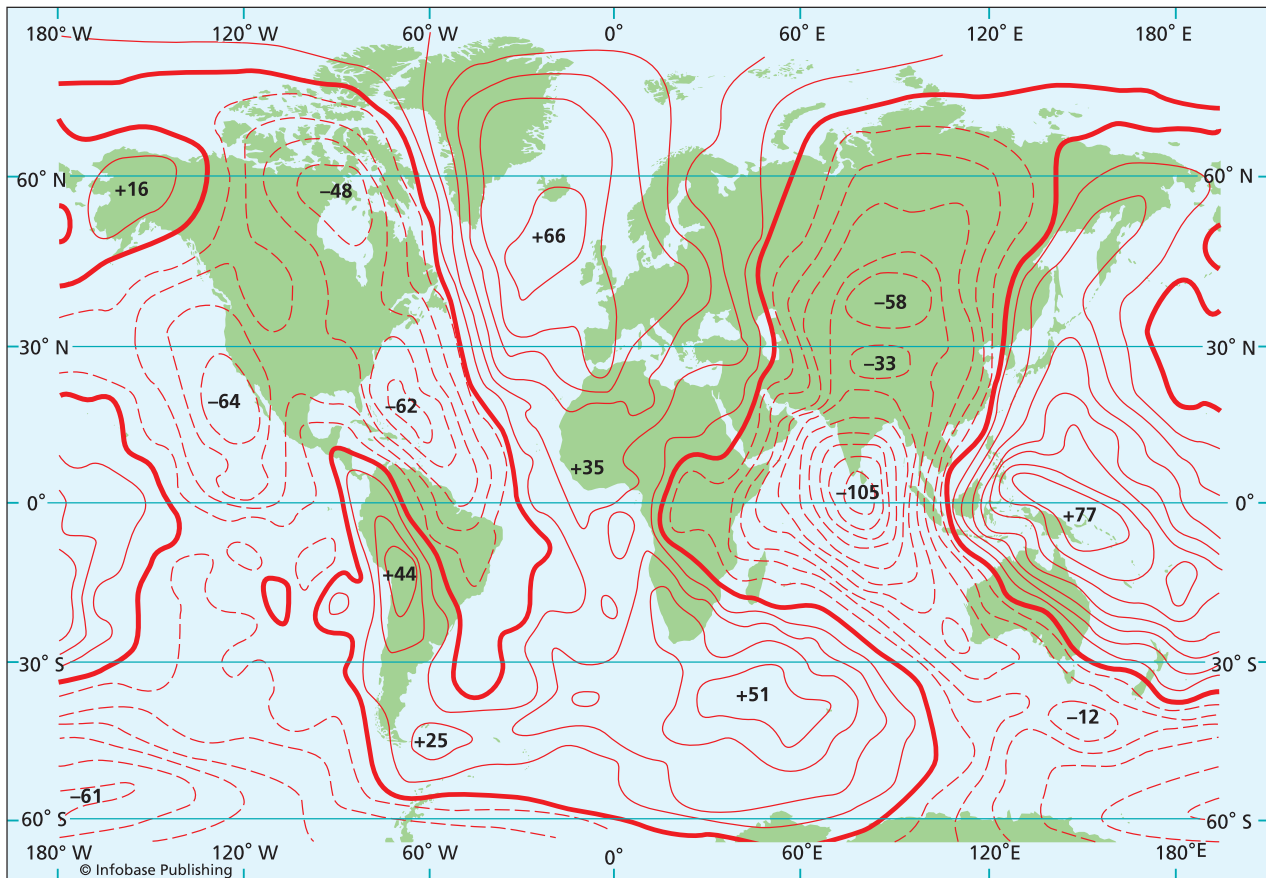 180° W 120° W 60° W 0° 60° E 120° E 180° E
60° N +16 –48 60° N
+66
–58
30° N –33 30° N
–64 –62
+35
0° –105 +77 0°
+44
30° S 30° S
+51
–12
+25
–61
60° S 60° S
180° W 120° W 60° W 0° 60° E 120° E 180° E
© Infobase Publishing